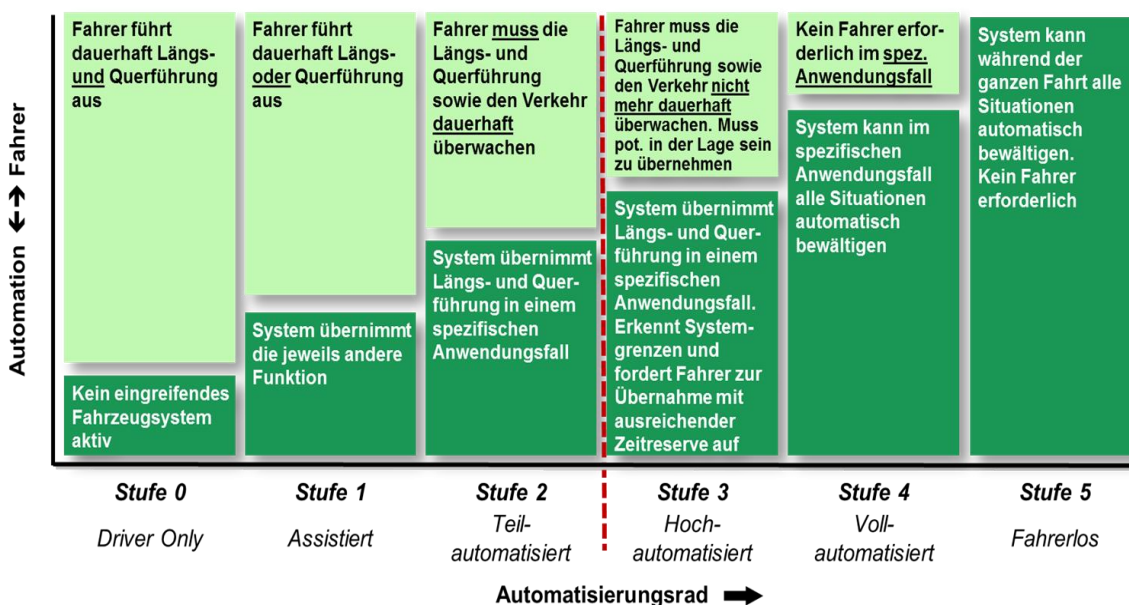 Automation ↔ Fahrer
Fahrer führt
dauerhaft Längs-
und Querführung
aus
Kein eingreifendes
Fahrzeugsystem
aktiv
Fahrer führt
dauerhaft Längs-
oder Querführung
aus
System übernimmt
die jeweils andere
Funktion
Fahrer muss die
Längs- und
Querführung
sowie den Verkehr
dauerhaft
überwachen
System übernimmt
Längs- und Quer-
führung in einem
spezifischen
Anwendungsfall
Fahrer muss die
Längs- und
Querführung sowie
den Verkehr nicht
mehr dauerhaft
überwachen. Muss
pot. in der Lage sein
zu übernehmen
System übernimmt
Längs- und Quer-
führung in einem
spezifischen
Anwendungsfall.
Erkennt System-
grenzen und
fordert Fahrer zur
Übernahme mit
ausreichender
Zeitreserve auf
Kein Fahrer erfor-
derlich im spez.
Anwendungsfall
System kann im
spezifischen
Anwendungsfall
alle Situationen
automatisch
bewältigen
System kann
während der
ganzen Fahrt alle
Situationen
automatisch
bewältigen.
Kein Fahrer
erforderlich
Stufe 0
Driver Only
Stufe 1
Assistiert
Stufe 2
Teil-
automatisiert
Stufe 3
Hoch-
automatisiert
Stufe 4
Voll-
automatisiert
Stufe 5
Fahrerlos
Automatisierungsrad